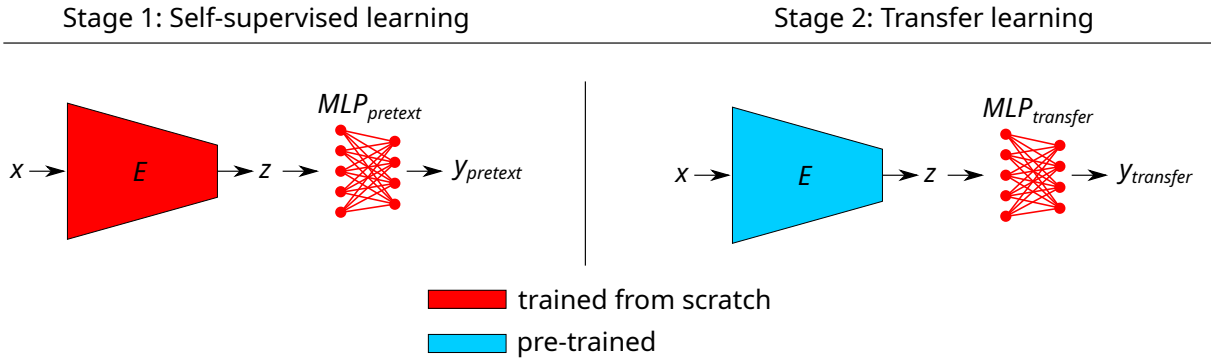 Stage 1: Self-supervised learning
Stage 2: Transfer learning
x
E
z
MLP_pretext
y_pretext
x
E
z
MLP_transfer
y_transfer
trained from scratch
pre-trained